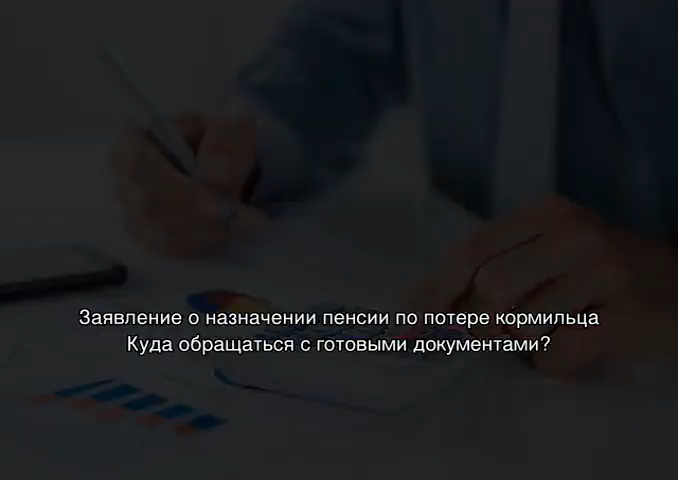 Заявление о назначении пенсии по потере кормильца
Куда обращаться с готовыми документами?